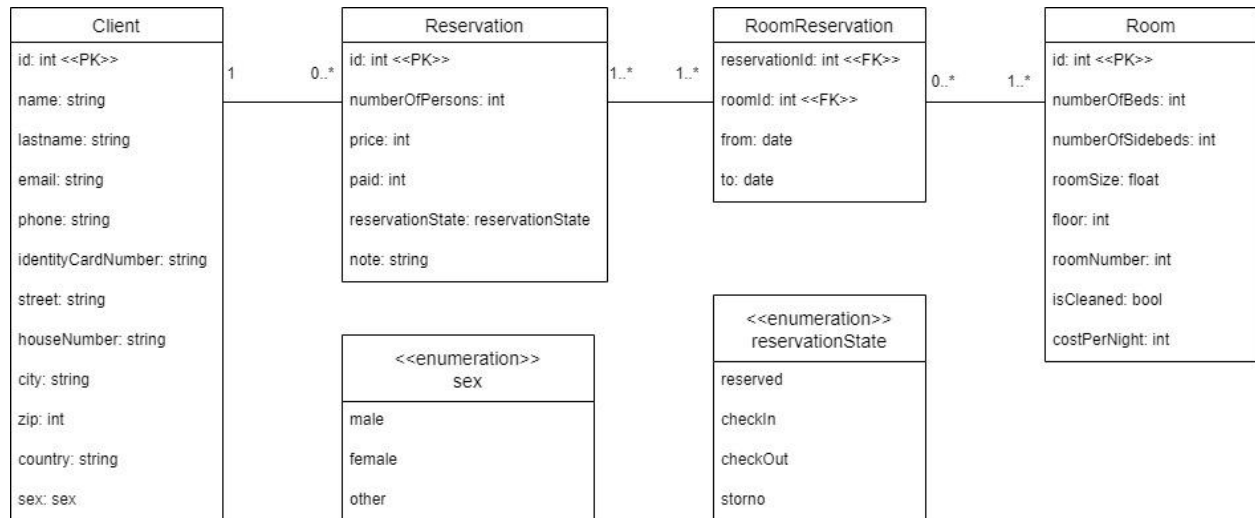 Client
id: int <<PK>>
name: string
lastname: string
email: string
phone: string
identityCardNumber: string
street: string
houseNumber: string
city: string
zip: int
country: string
sex: sex
1
0..*
Reservation
id: int <<PK>>
numberOfPersons: int
price: int
paid: int
reservationState: reservationState
note: string
1..*
1..*
RoomReservation
reservationId: int <<FK>>
roomId: int <<FK>>
from: date
to: date
0..*
1..*
Room
id: int <<PK>>
numberOfBeds: int
numberOfSidebeds: int
roomSize: float
floor: int
roomNumber: int
isCleaned: bool
costPerNight: int
<<enumeration>>
sex
male
female
other
<<enumeration>>
reservationState
reserved
checkIn
checkOut
storno